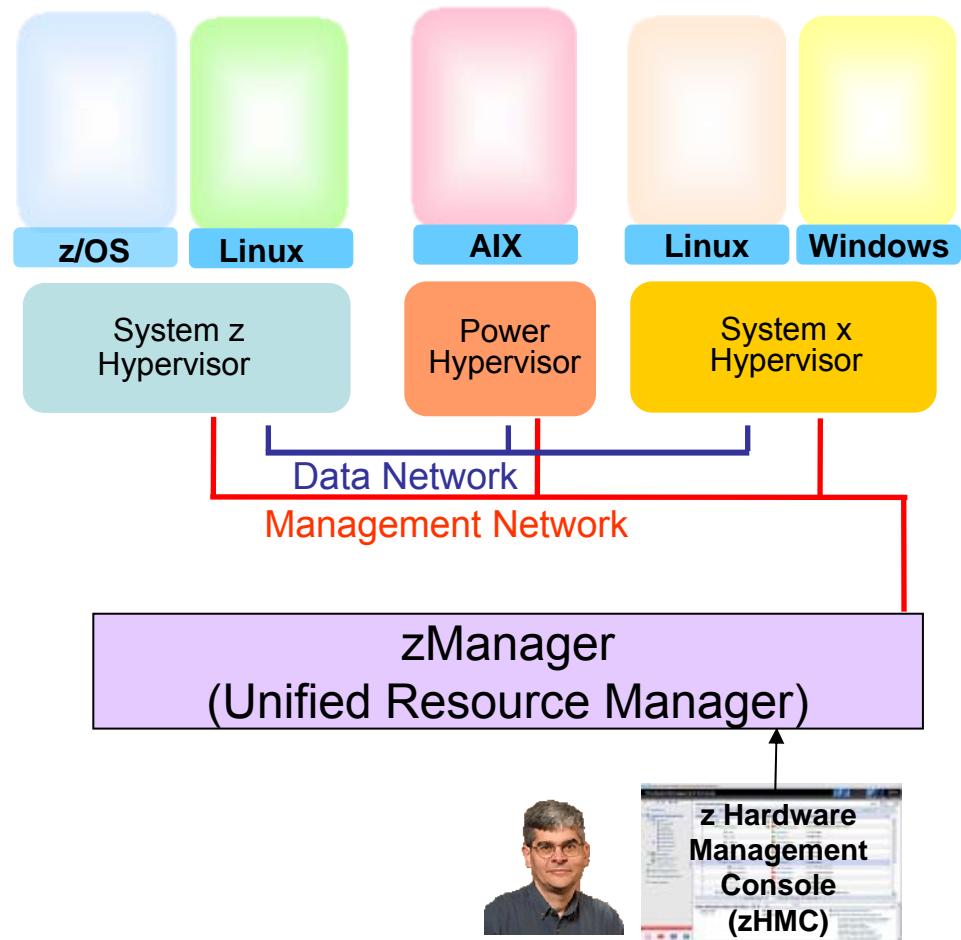 z/OS
Linux
AIX
Linux
Windows
System z
Hypervisor
Power
Hypervisor
System x
Hypervisor
Data Network
Management Network
zManager
(Unified Resource Manager)
z Hardware
Management
Console
(zHMC)